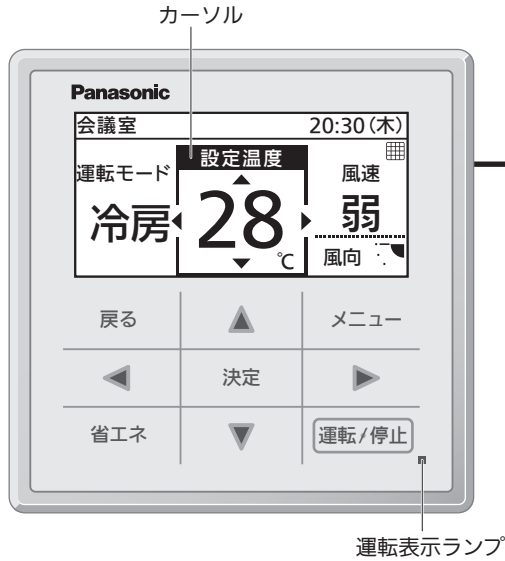 カーソル
Panasonic
会議室 20:30(木)
運転モード 設定温度 風速
冷房 28 ℃ 弱
風向
戻る メニュー
決定
省エネ 運転/停止
運転表示ランプ